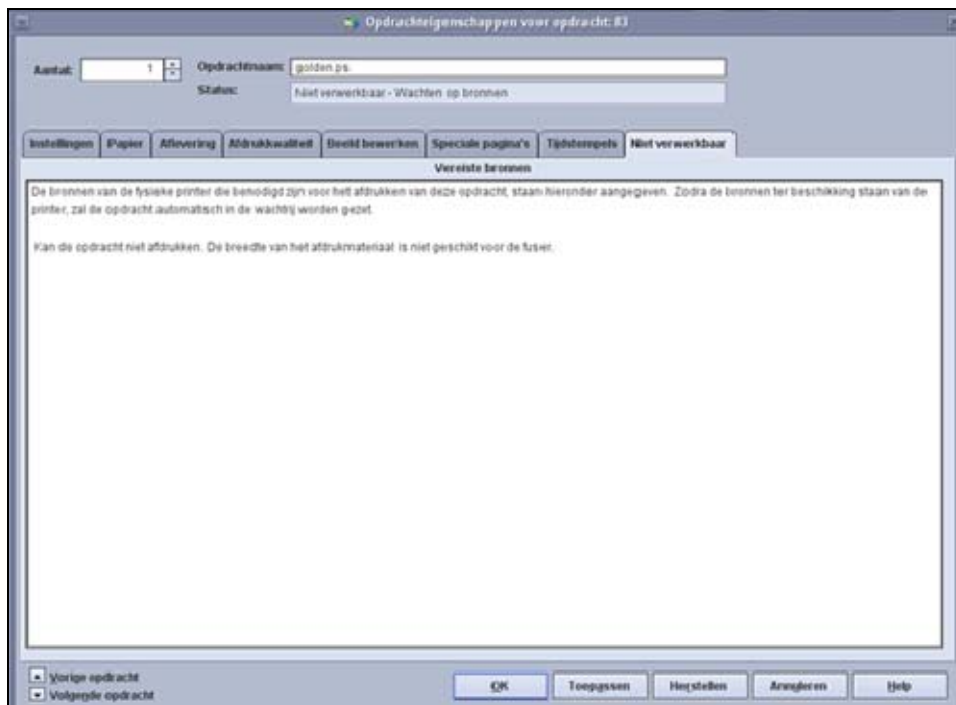 Opdrachteigenschappen voor opdracht: 83
Aantal: 1
Opdrachtnaam: golden.ps.
Status: Niet verwerkbaar - Wachten op bronnen
Instellingen Papier Aflevering Afdrukkwaliteit Beeld bewerken Speciale pagina's Tijdstempels Niet verwerkbaar
Vereiste bronnen
De bronnen van de fysieke printer die benodigd zijn voor het afdrukken van deze opdracht, staan hieronder aangegeven. Zodra de bronnen ter beschikking staan van de
printer, zal de opdracht automatisch in de wachtrij worden gezet.
Kan de opdracht niet afdrukken. De breedte van het afdrukmateriaal is niet geschikt voor de fuser.
Vorige opdracht
Volgende opdracht
OK Toepassen Herstellen Annuleren Help